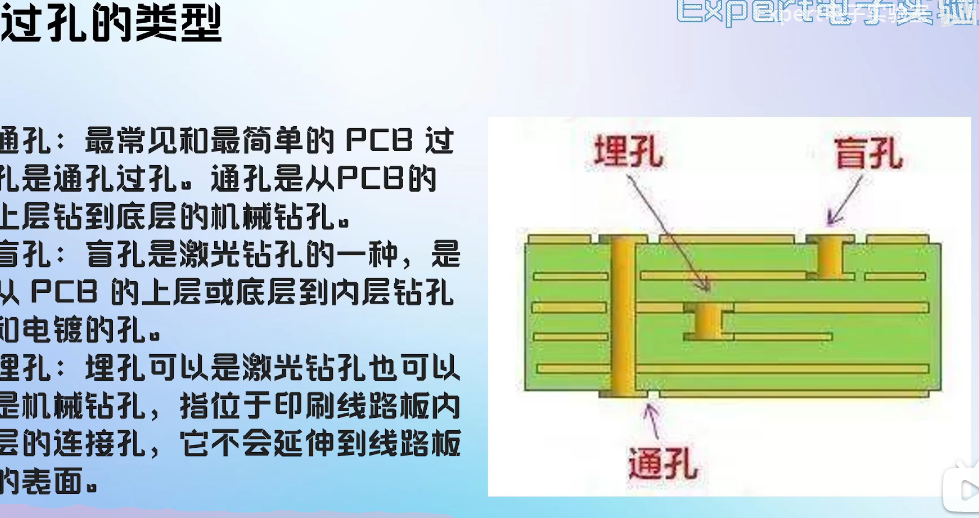 过孔的类型
Expert电子实验
通孔：最常见和最简单的 PCB 过
孔是通孔过孔。通孔是从PCB的
上层钻到底层的机械钻孔。
盲孔：盲孔是激光钻孔的一种，是
从 PCB 的上层或底层到内层钻孔
和电镀的孔。
埋孔：埋孔可以是激光钻孔也可以
是机械钻孔，指位于印刷线路板内
层的连接孔，它不会延伸到线路板
的表面。
埋孔
盲孔
通孔